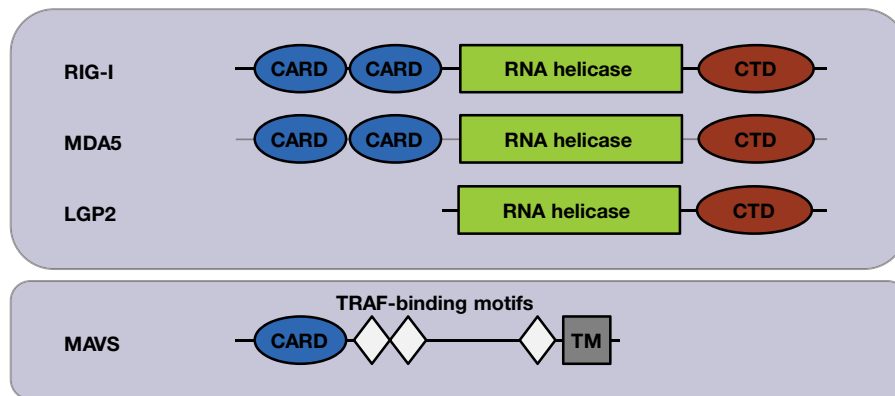 RIG-I CARD CARD RNA helicase CTD
MDA5 CARD CARD RNA helicase CTD
LGP2 RNA helicase CTD
TRAF-binding motifs
MAVS CARD TM